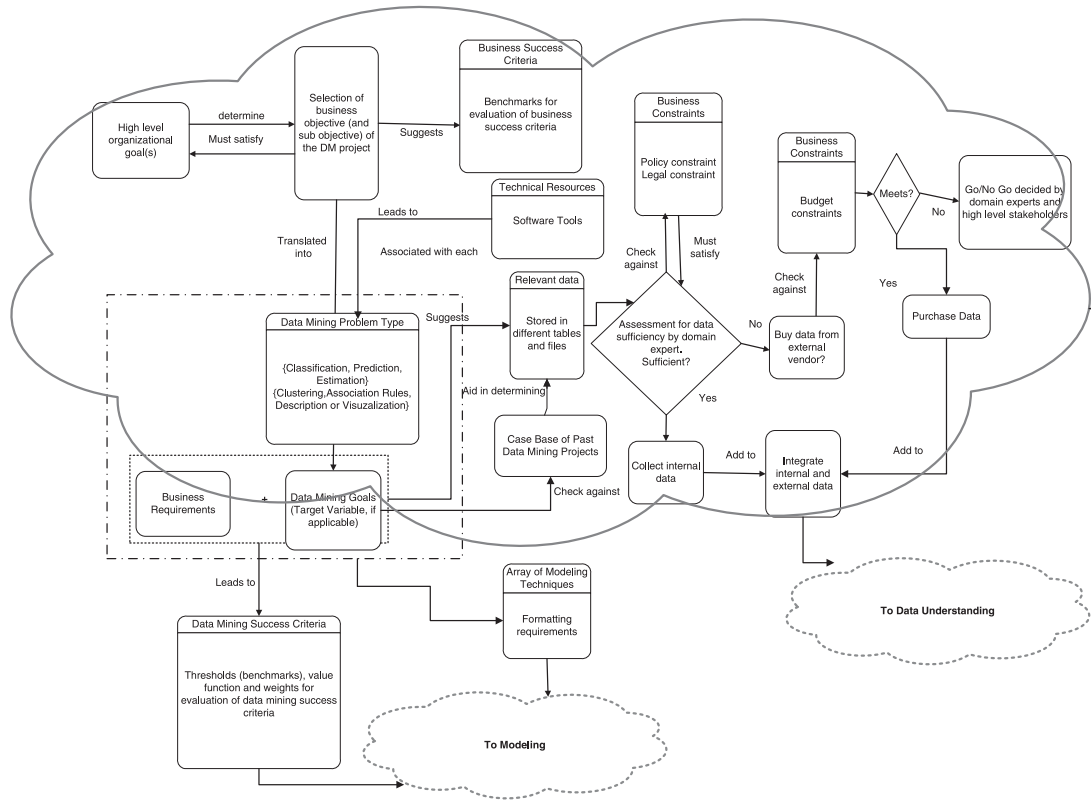 Business Success
Criteria
Benchmarks for
evaluation of business
success criteria
Selection of
business
objective (and
sub objective) of
the DM project
High level
organizational
goal(s)
determine
Must satisfy
Suggests
Business
Constraints
Policy constraint
Legal constraint
Business
Constraints
Budget
constraints
Meets?
No
Go/No Go decided by
domain experts and
high level stakeholders
Technical Resources
Software Tools
Leads to
Translated
into
Associated with each
Check
against
Must
satisfy
Check
against
Yes
Relevant data
Stored in
different tables
and files
Suggests
Data Mining Problem Type
{Classification, Prediction,
Estimation}
{Clustering,Association Rules,
Description or Visuzalization}
Assessment for data
sufficiency by domain
expert.
Sufficient?
No
Buy data from
external
vendor?
Purchase Data
Aid in determining
Yes
Case Base of Past
Data Mining Projects
Collect internal
data
Add to
Integrate
internal and
external data
Add to
Business
Requirements
+
Data Mining Goals
(Target Variable, if
applicable)
Check against
Leads to
Array of Modeling
Techniques
Formatting
requirements
To Data Understanding
Data Mining Success Criteria
Thresholds (benchmarks), value
function and weights for
evaluation of data mining success
criteria
To Modeling